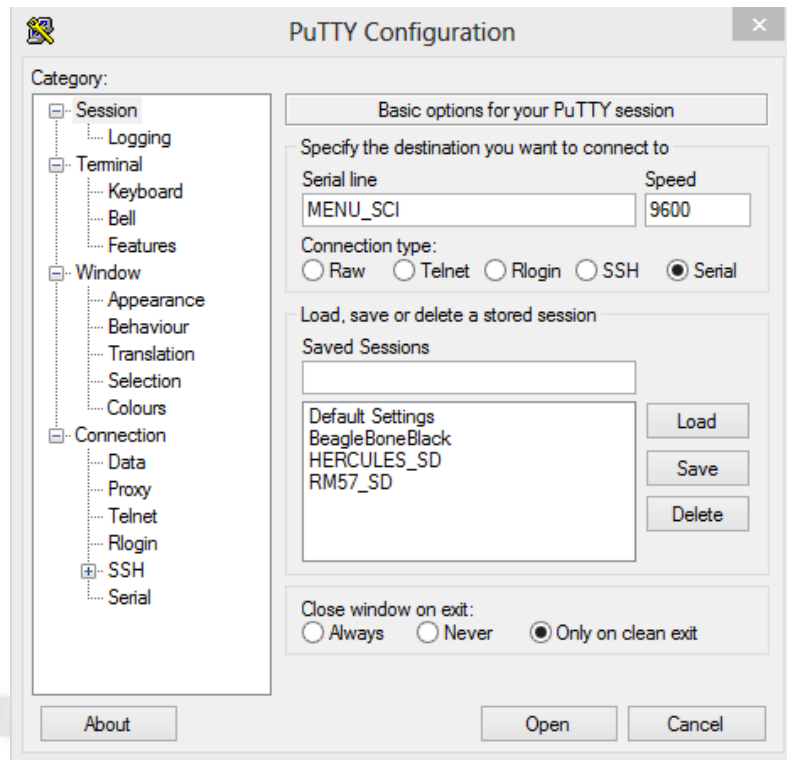 PuTTY Configuration
Category:
Session
Logging
Terminal
Keyboard
Bell
Features
Window
Appearance
Behaviour
Translation
Selection
Colours
Connection
Data
Proxy
Telnet
Rlogin
SSH
Serial
Basic options for your PuTTY session
Specify the destination you want to connect to
Serial line Speed
MENU_SCI 9600
Connection type:
Raw Telnet Rlogin SSH Serial
Load, save or delete a stored session
Saved Sessions
Default Settings
BeagleBoneBlack
HERCULES_SD
RM57_SD
Load
Save
Delete
Close window on exit:
Always Never Only on clean exit
About Open Cancel